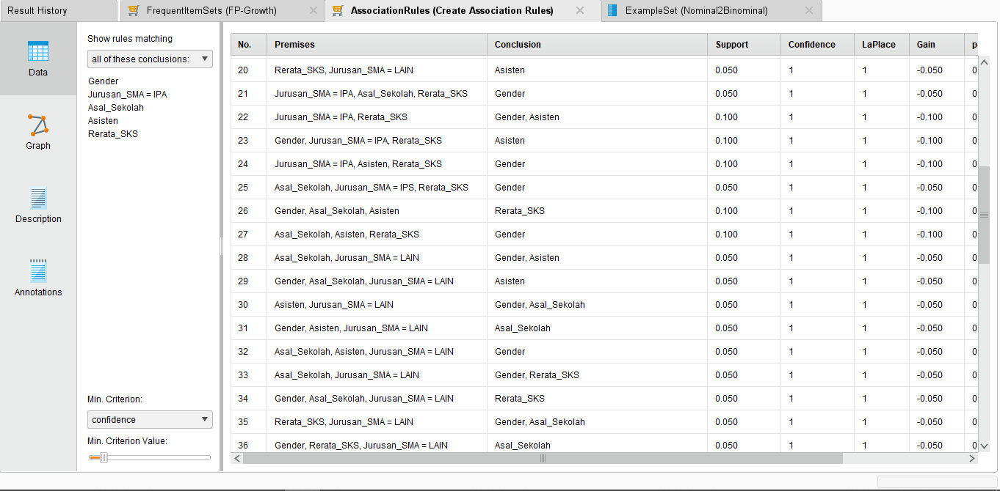 Result History
FrequentItemSets (FP-Growth)
AssociationRules (Create Association Rules)
ExampleSet (Nominal2Binominal)
Data
Graph
Description
Annotations
Show rules matching
all of these conclusions:
Gender
Jurusan_SMA = IPA
Asal_Sekolah
Asisten
Rerata_SKS
Min. Criterion:
confidence
Min. Criterion Value:
No. Premises Conclusion Support Confidence LaPlace Gain p
20 Rerata_SKS, Jurusan_SMA = LAIN Asisten 0.050 1 1 -0.050 0.
21 Jurusan_SMA = IPA, Asal_Sekolah, Rerata_SKS Gender 0.050 1 1 -0.050 0.
22 Jurusan_SMA = IPA, Rerata_SKS Gender, Asisten 0.100 1 1 -0.100 0.
23 Gender, Jurusan_SMA = IPA, Rerata_SKS Asisten 0.100 1 1 -0.100 0.
24 Jurusan_SMA = IPA, Asisten, Rerata_SKS Gender 0.100 1 1 -0.100 0.
25 Asal_Sekolah, Jurusan_SMA = IPS, Rerata_SKS Gender 0.050 1 1 -0.050 0.
26 Gender, Asal_Sekolah, Asisten Rerata_SKS 0.100 1 1 -0.100 0.
27 Asal_Sekolah, Asisten, Rerata_SKS Gender 0.100 1 1 -0.100 0.
28 Asal_Sekolah, Jurusan_SMA = LAIN Gender, Asisten 0.050 1 1 -0.050 0.
29 Gender, Asal_Sekolah, Jurusan_SMA = LAIN Asisten 0.050 1 1 -0.050 0.
30 Asisten, Jurusan_SMA = LAIN Gender, Asal_Sekolah 0.050 1 1 -0.050 0.
31 Gender, Asisten, Jurusan_SMA = LAIN Asal_Sekolah 0.050 1 1 -0.050 0.
32 Asal_Sekolah, Asisten, Jurusan_SMA = LAIN Gender 0.050 1 1 -0.050 0.
33 Asal_Sekolah, Jurusan_SMA = LAIN Gender, Rerata_SKS 0.050 1 1 -0.050 0.
34 Gender, Asal_Sekolah, Jurusan_SMA = LAIN Rerata_SKS 0.050 1 1 -0.050 0.
35 Rerata_SKS, Jurusan_SMA = LAIN Gender, Asal_Sekolah 0.050 1 1 -0.050 0.
36 Gender, Rerata_SKS, Jurusan_SMA = LAIN Asal_Sekolah 0.050 1 1 -0.050 0.